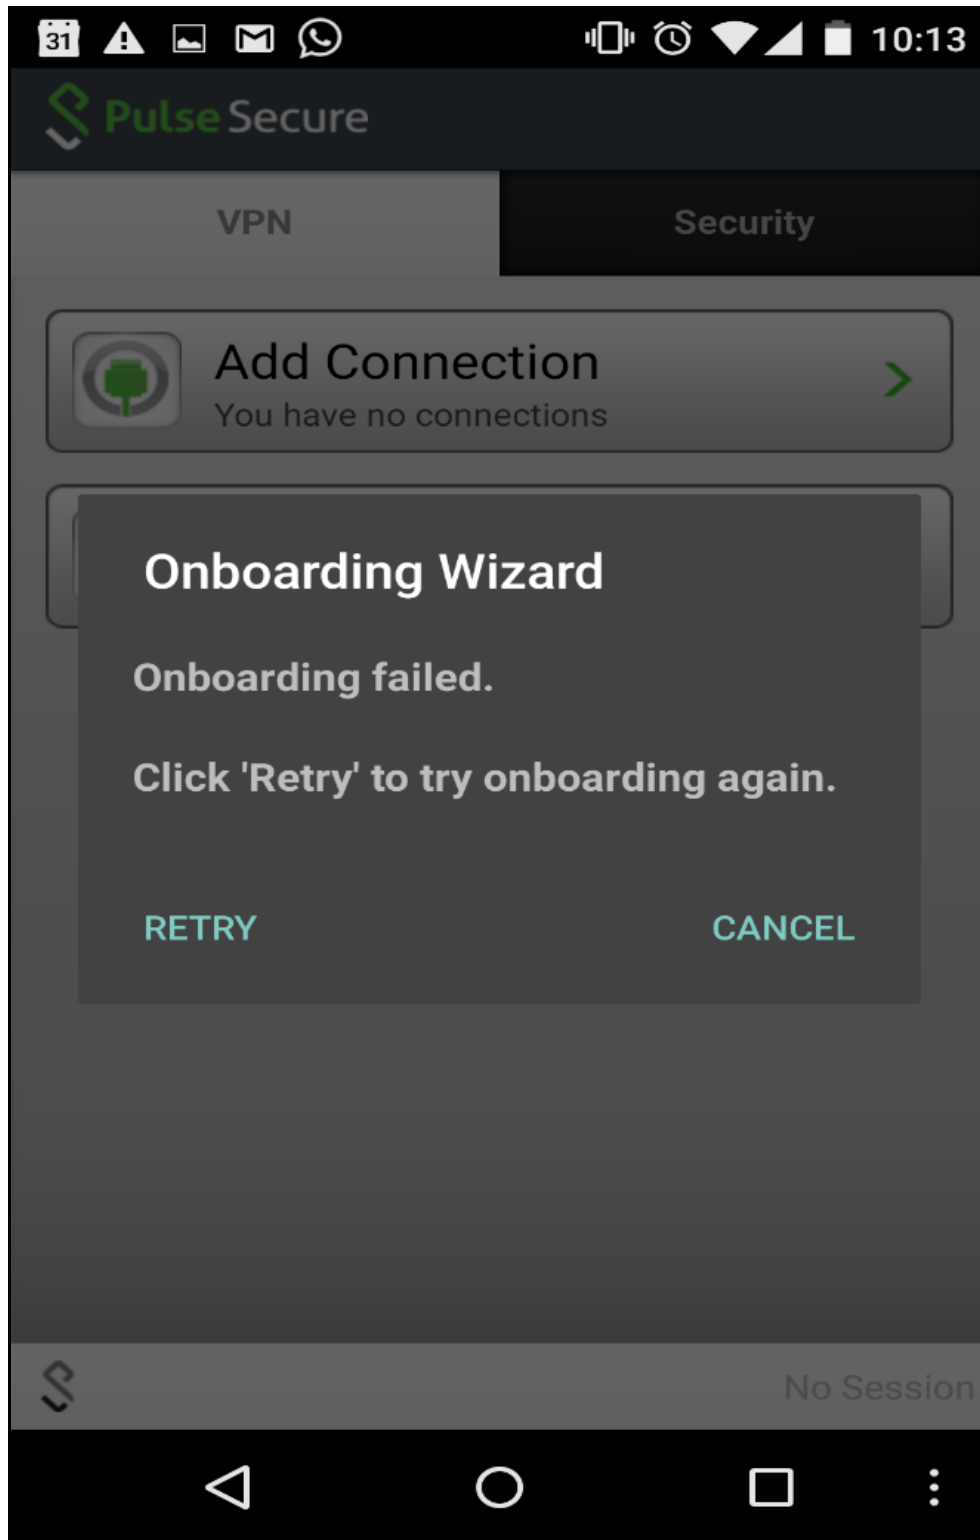 31
10:13
Pulse Secure
VPN
Security
Add Connection
You have no connections
Onboarding Wizard
Onboarding failed.
Click 'Retry' to try onboarding again.
RETRY
CANCEL
No Session